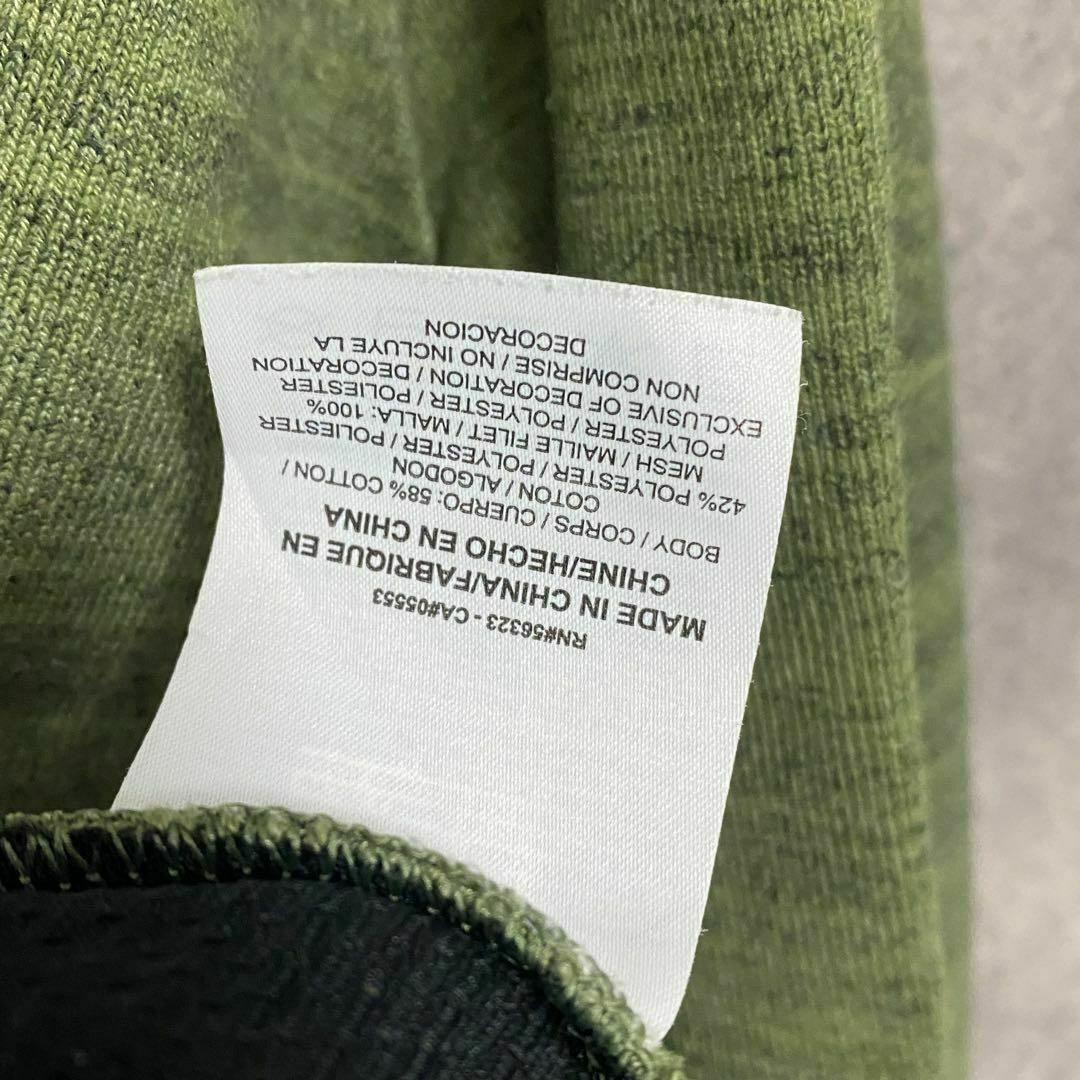 RN#56323 - CA#05553
MADE IN CHINA/FABRIQUE EN
CHINE/HECHO EN CHINA
BODY / CORPS / CUERPO: 58% COTTON /
COTON / ALGODON
42% POLYESTER / POLYESTER / POLIESTER
MESH / MAILLE FILET / MALLA: 100%
POLYESTER / POLYESTER / POLIESTER
EXCLUSIVE OF DECORATION / DECORATION
NON COMPRISE / NO INCLUYE LA
DECORACION